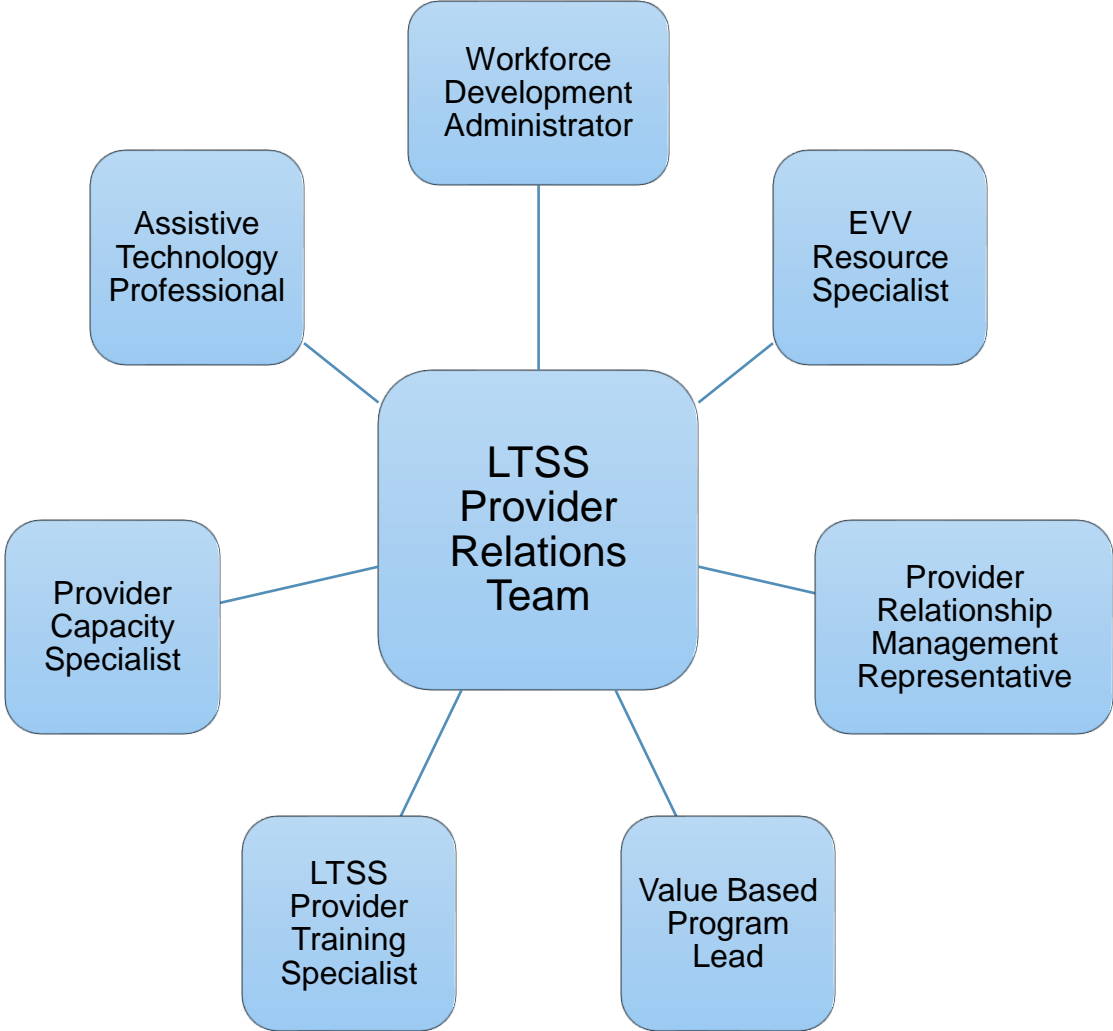 Workforce
Development
Administrator
Assistive
Technology
Professional
EVV
Resource
Specialist
LTSS
Provider
Relations
Team
Provider
Capacity
Specialist
Provider
Relationship
Management
Representative
LTSS
Provider
Training
Specialist
Value Based
Program
Lead